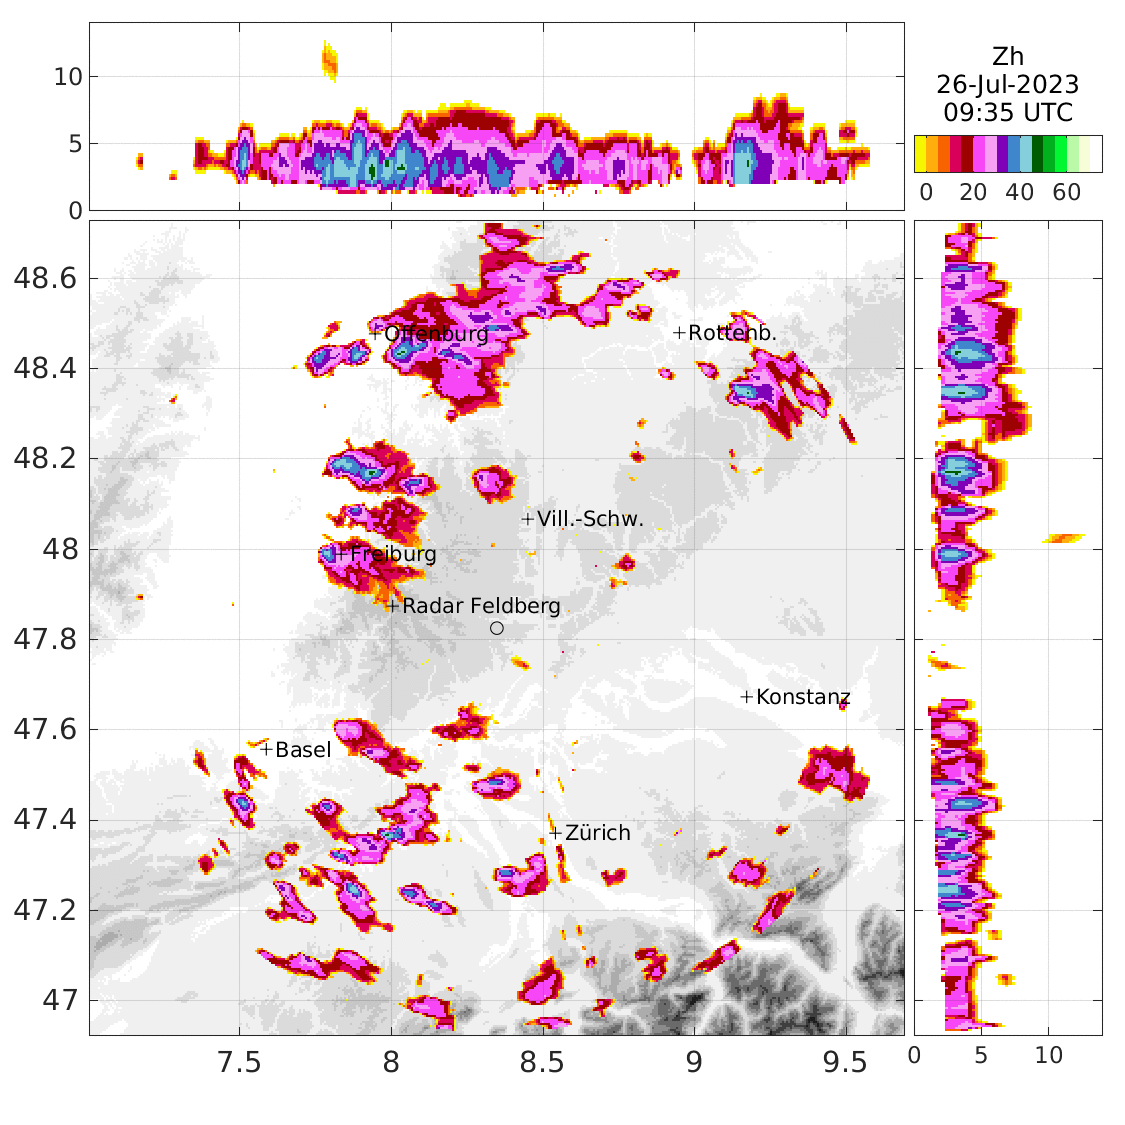 10
5
0
Zh
26-Jul-2023
09:35 UTC
0 20 40 60
48.6
48.4
48.2
48
47.8
47.6
47.4
47.2
47
+Offenburg
+Rottenb.
+Vill.-Schw.
+Freiburg
+Radar Feldberg
+Konstanz
+Basel
+Zürich
7.5 8 8.5 9 9.5
0 5 10